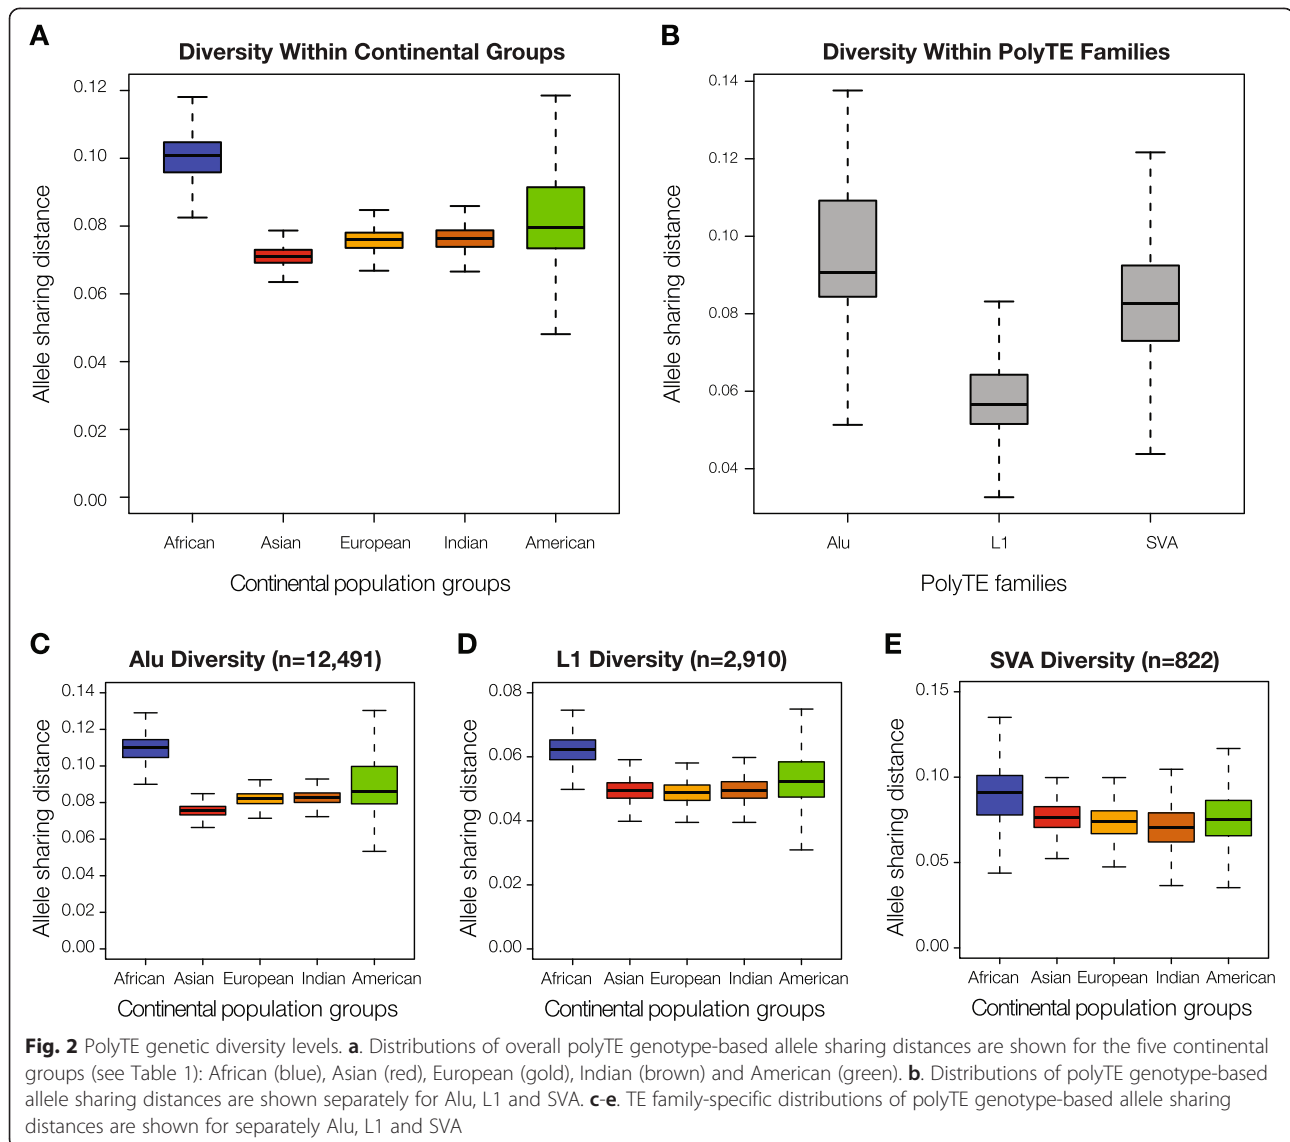 A
Diversity Within Continental Groups
0.12
0.10
0.08
0.06
0.04
0.02
0.00
Allele sharing distance
African Asian European Indian American
Continental population groups
B
Diversity Within PolyTE Families
0.14
0.12
0.10
0.08
0.06
0.04
Allele sharing distance
Alu L1 SVA
PolyTE families
C
Alu Diversity (n=12,491)
0.14
0.12
0.10
0.08
0.06
0.04
0.02
0.00
Allele sharing distance
African Asian European Indian American
Continental population groups
D
L1 Diversity (n=2,910)
0.08
0.06
0.04
0.02
0.00
Allele sharing distance
African Asian European Indian American
Continental population groups
E
SVA Diversity (n=822)
0.15
0.10
0.05
0.00
Allele sharing distance
African Asian European Indian American
Continental population groups
Fig. 2 PolyTE genetic diversity levels. a. Distributions of overall polyTE genotype-based allele sharing distances are shown for the five continental
groups (see Table 1): African (blue), Asian (red), European (gold), Indian (brown) and American (green). b. Distributions of polyTE genotype-based
allele sharing distances are shown separately for Alu, L1 and SVA. c-e. TE family-specific distributions of polyTE genotype-based allele sharing
distances are shown for separately Alu, L1 and SVA